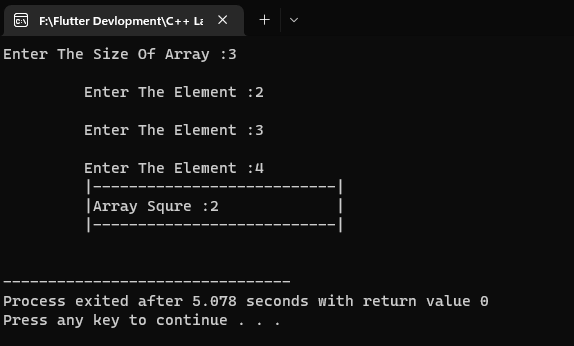 F:\Flutter Devlopment\C++ La
Enter The Size Of Array :3
Enter The Element :2
Enter The Element :3
Enter The Element :4
|---------------------------|
|Array Squre :2             |
|---------------------------|
--------------------------------
Process exited after 5.078 seconds with return value 0
Press any key to continue . . .